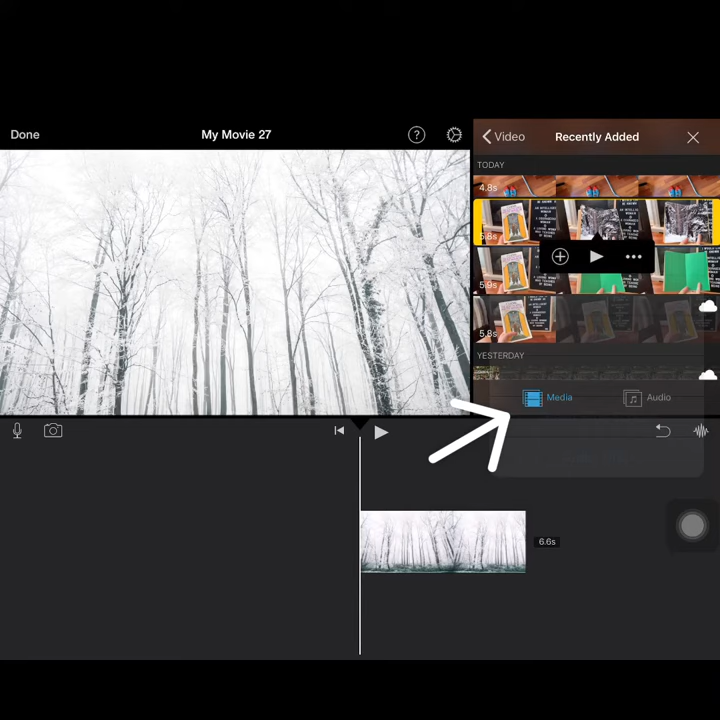 Done
My Movie 27
?
Video
Recently Added
TODAY
4.8s
5.8s
5.9s
5.8s
YESTERDAY
Media
Audio
6.6s